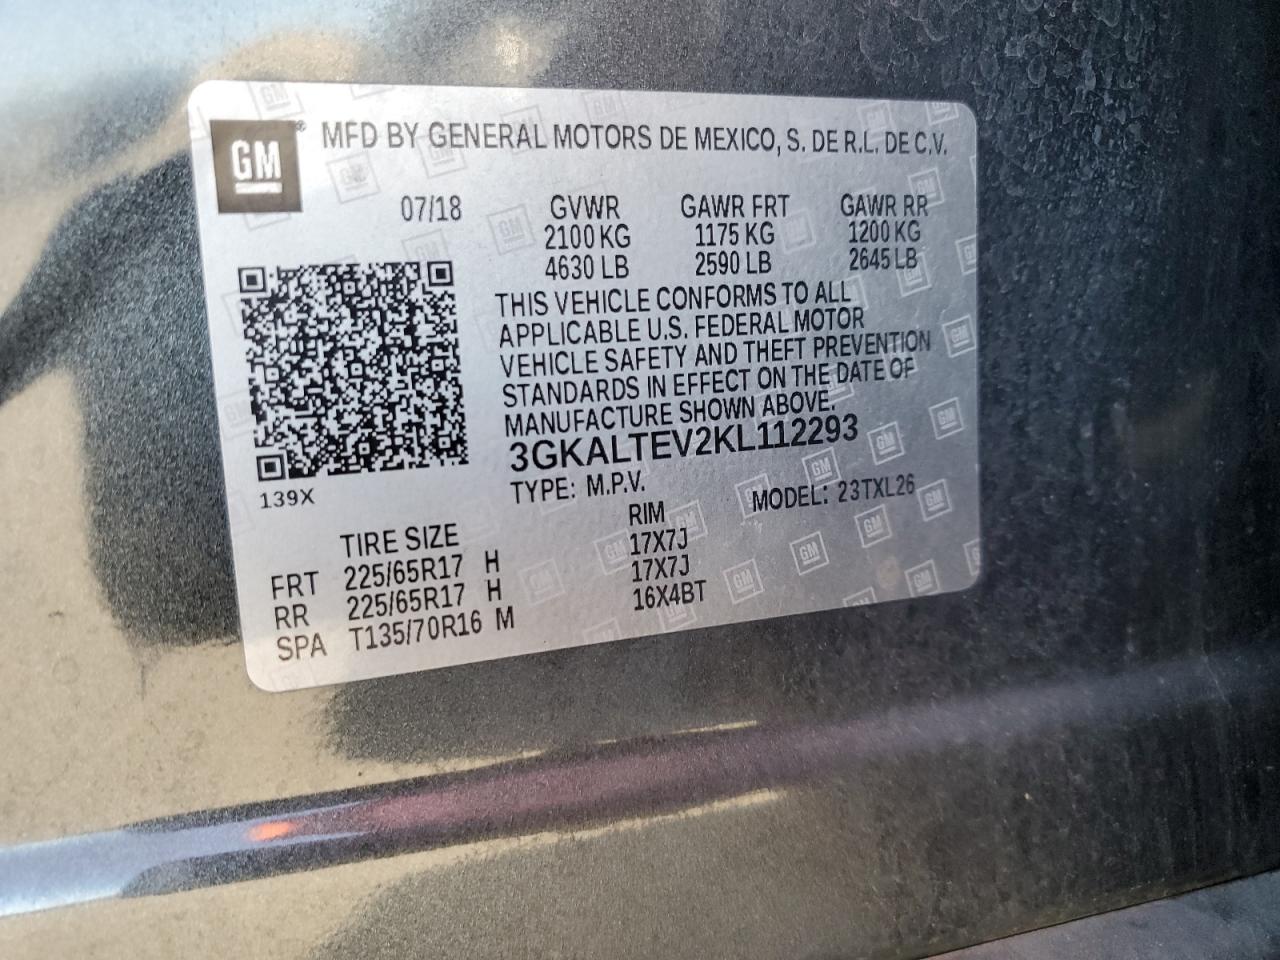 GM ® MFD BY GENERAL MOTORS DE MEXICO, S. DE R.L. DE C.V.
07/18 GVWR GAWR FRT GAWR RR
2100 KG 1175 KG 1200 KG
4630 LB 2590 LB 2645 LB
THIS VEHICLE CONFORMS TO ALL
APPLICABLE U.S. FEDERAL MOTOR
VEHICLE SAFETY AND THEFT PREVENTION
STANDARDS IN EFFECT ON THE DATE OF
MANUFACTURE SHOWN ABOVE.
3GKALTEV2KL112293
139X
TYPE: M.P.V. MODEL: 23TXL26
TIRE SIZE RIM
FRT 225/65R17 H 17X7J
RR 225/65R17 H 17X7J
SPA T135/70R16 M 16X4BT